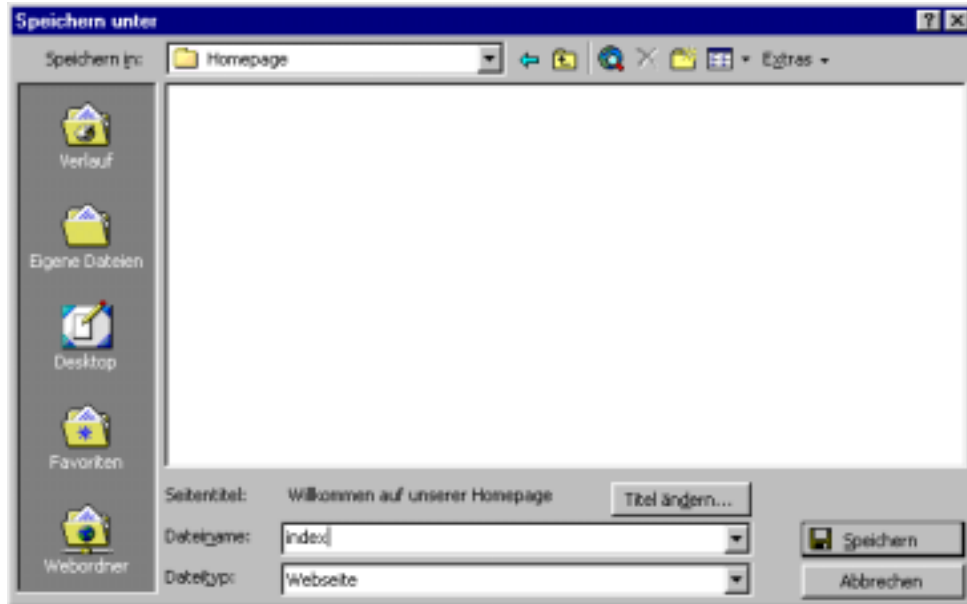 Speichern unter
Speichern in: Homepage Extras
Verlauf
Eigene Dateien
Desktop
Favoriten
Webordner
Seitentitel: Willkommen auf unserer Homepage Titel ändern...
Dateiname: index Speichern
Dateityp: Webseite Abbrechen